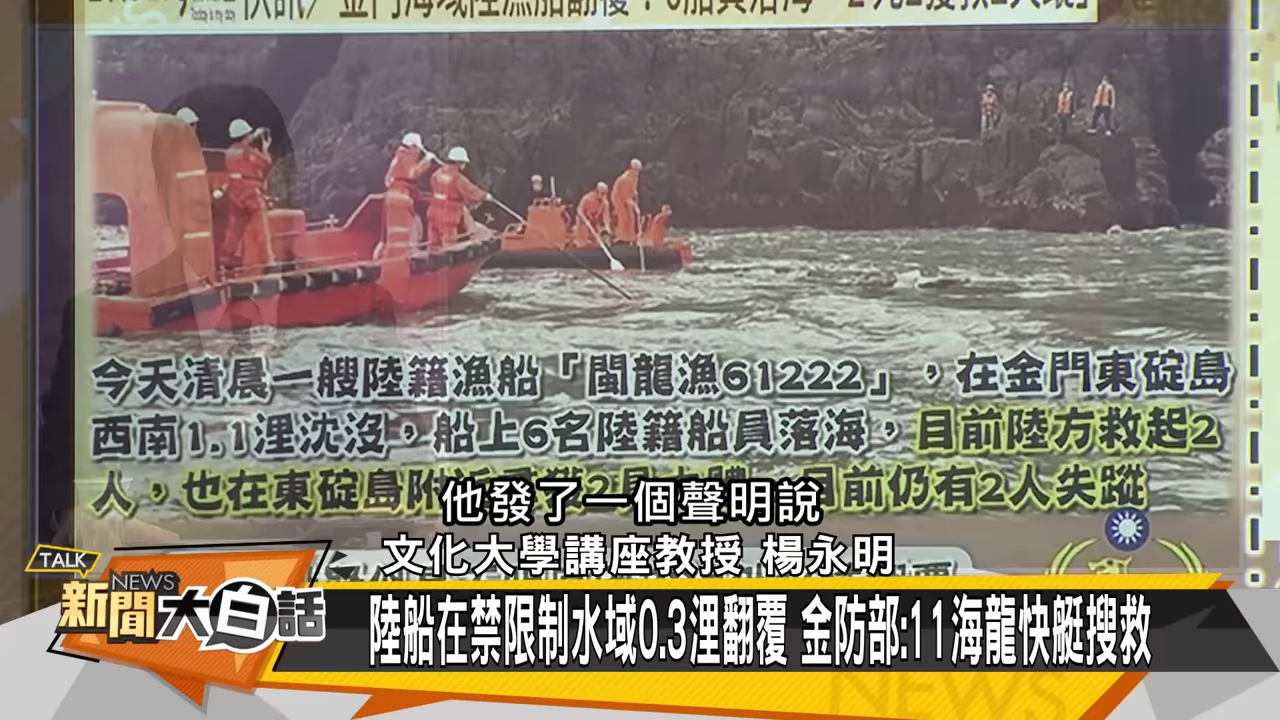 今天清晨一艘陸籍漁船「閩龍漁61222」，在金門東碇島
西南1.1浬沈沒，船上6名陸籍船員落海，目前陸方救起2
人，也在東碇島附近
目前仍有2人失蹤
他發了一個聲明說
文化大學講座教授 楊永明
TALK
NEWS
新聞大白話
陸船在禁限制水域0.3浬翻覆 金防部:11海龍快艇搜救
NEWS